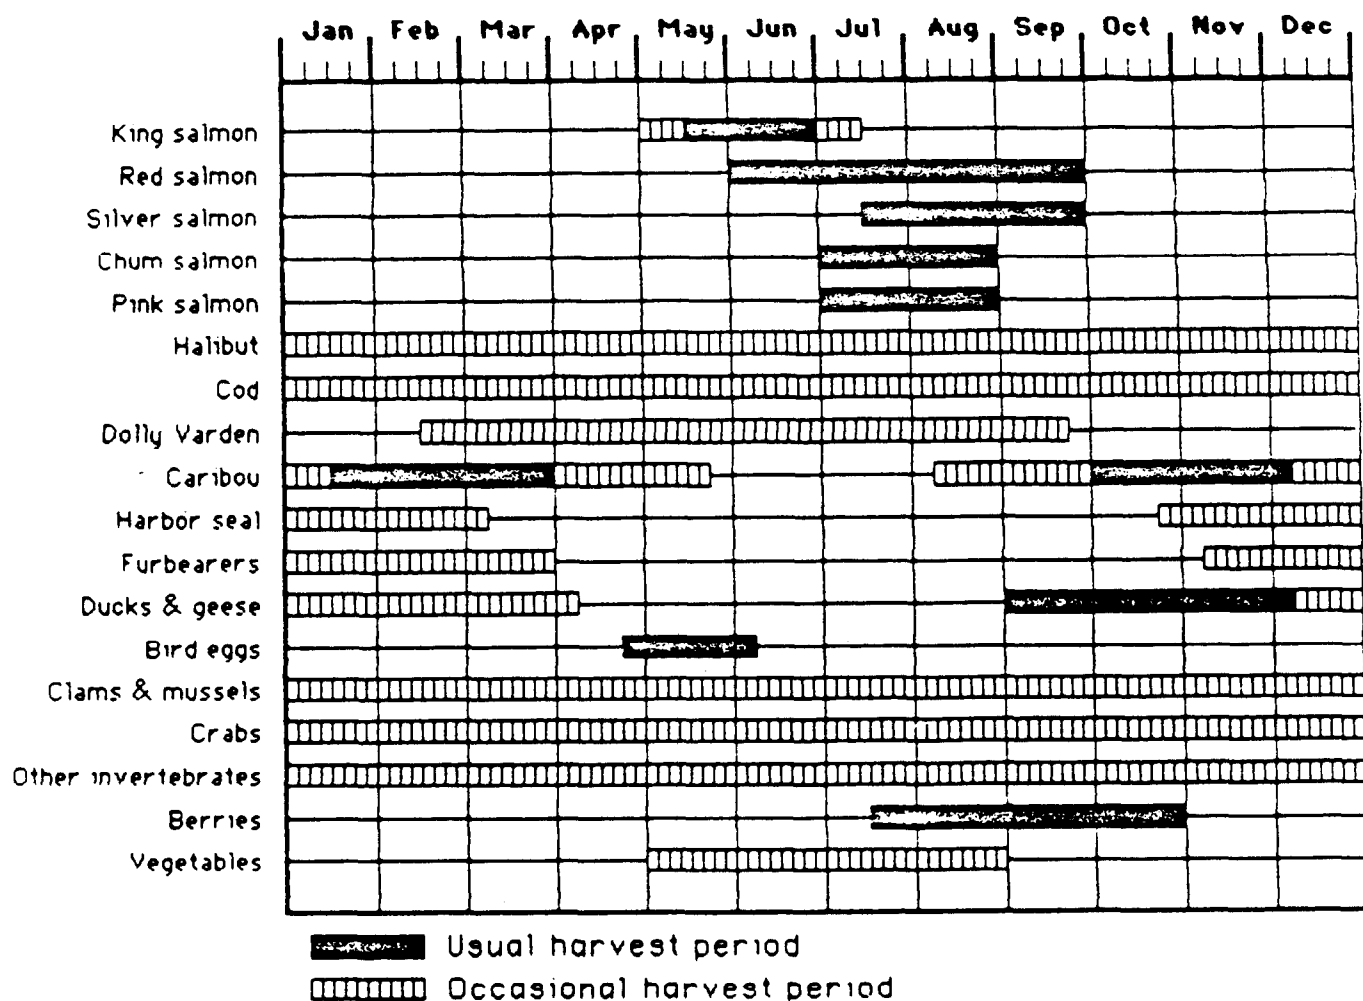 Jan Feb Mar Apr May Jun Jul Aug Sep Oct Nov Dec
King salmon
Red salmon
Silver salmon
Chum salmon
Pink salmon
Halibut
Cod
Dolly Varden
Caribou
Harbor seal
Furbearers
Ducks & geese
Bird eggs
Clams & mussels
Crabs
Other invertebrates
Berries
Vegetables
Usual harvest period
Occasional harvest period